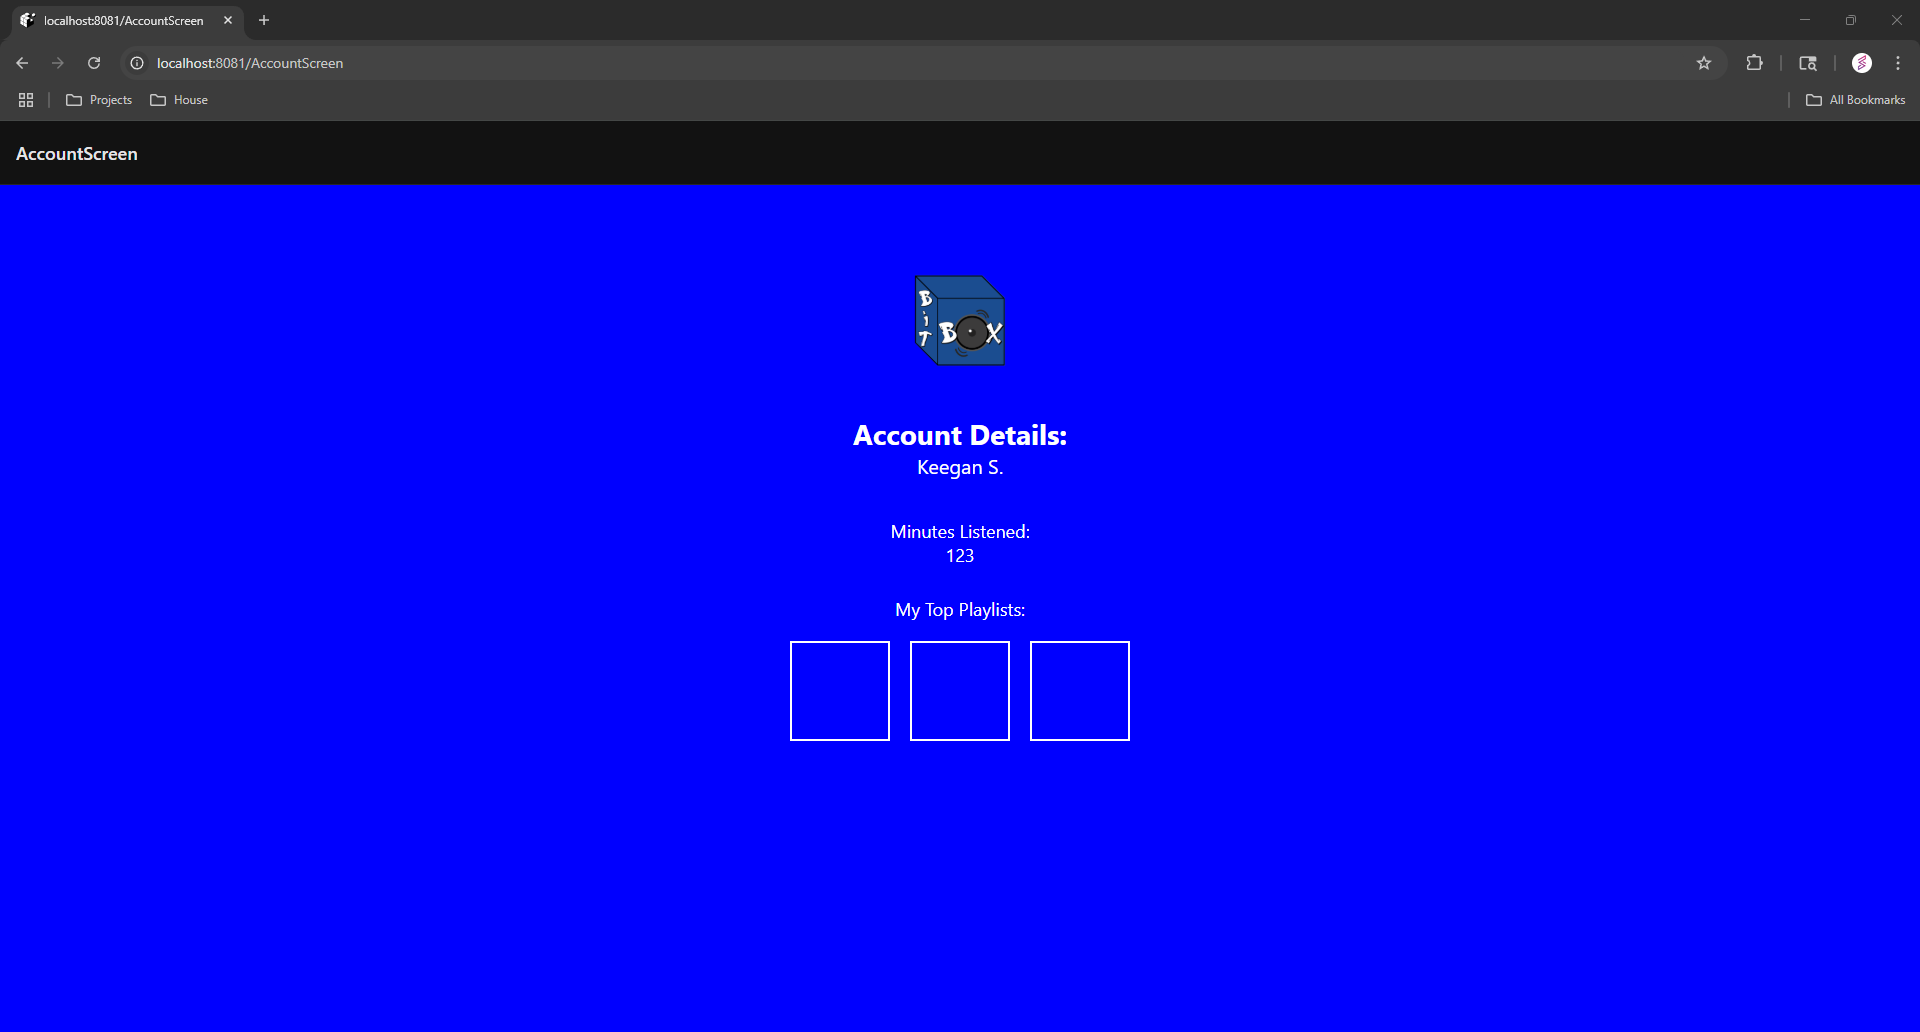 localhost:8081/AccountScreen
localhost:8081/AccountScreen
Projects
House
All Bookmarks
AccountScreen
BiT
BOX
Account Details:
Keegan S.
Minutes Listened:
123
My Top Playlists: